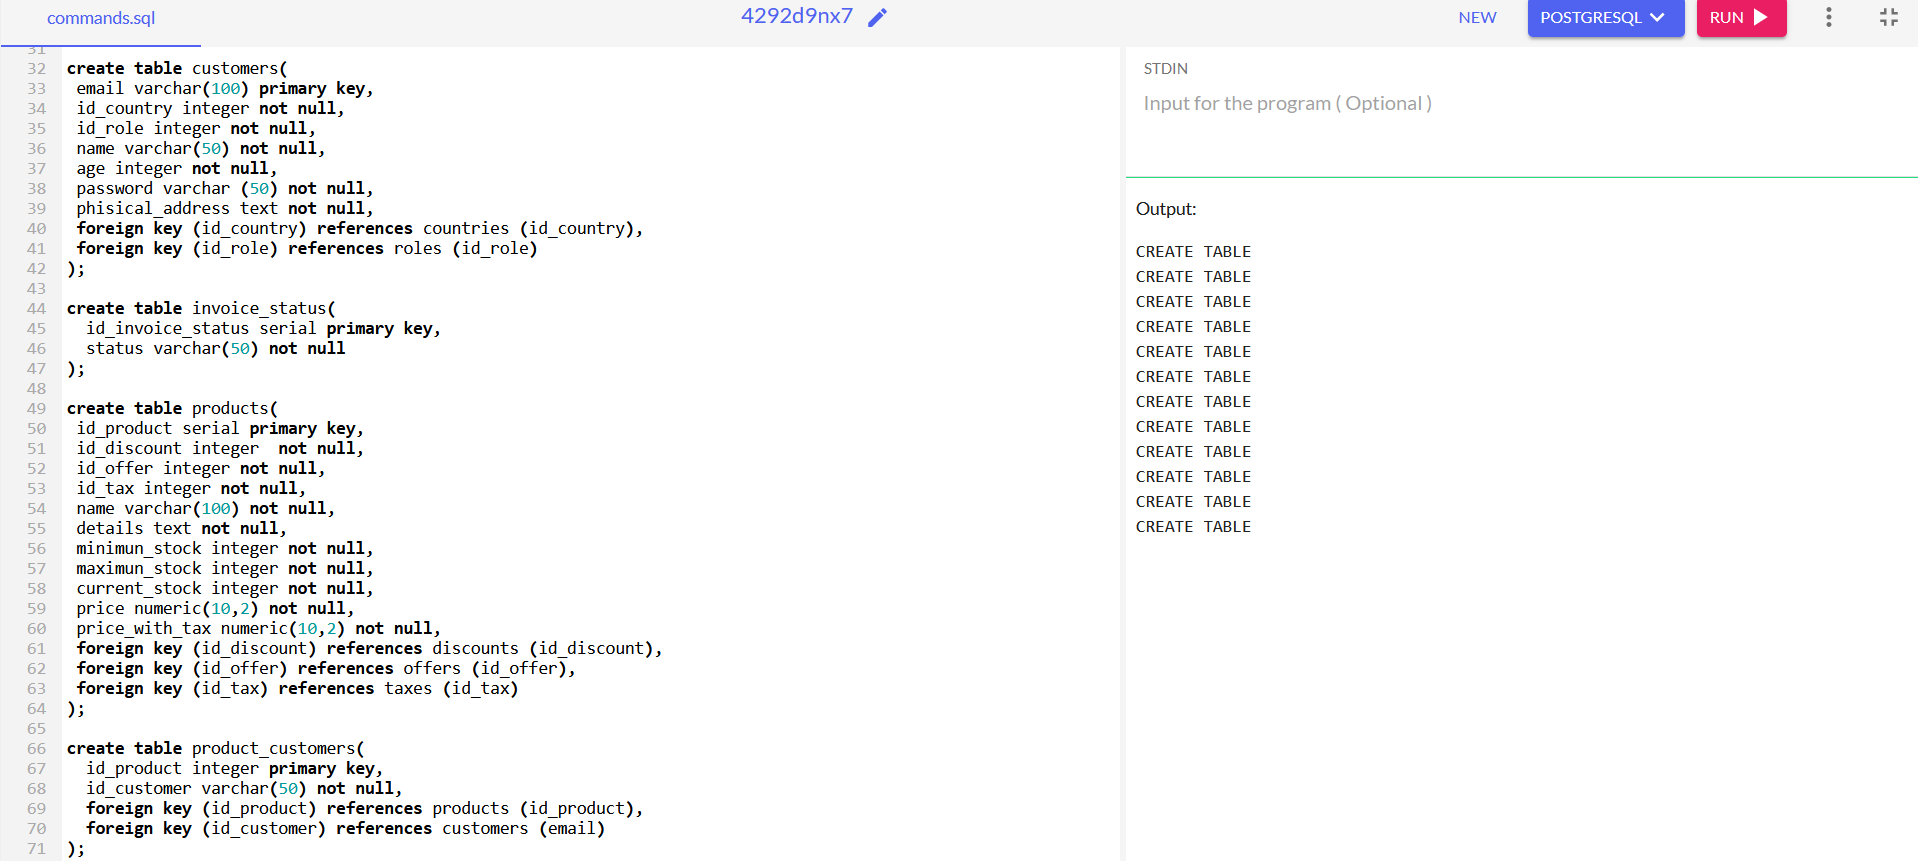 commands.sql
4292d9nx7
NEW
POSTGRESQL
RUN
31
32 create table customers(
33 email varchar(100) primary key,
34 id_country integer not null,
35 id_role integer not null,
36 name varchar(50) not null,
37 age integer not null,
38 password varchar (50) not null,
39 phisical_address text not null,
40 foreign key (id_country) references countries (id_country),
41 foreign key (id_role) references roles (id_role)
42 );
43
44 create table invoice_status(
45 id_invoice_status serial primary key,
46 status varchar(50) not null
47 );
48
49 create table products(
50 id_product serial primary key,
51 id_discount integer  not null,
52 id_offer integer not null,
53 id_tax integer not null,
54 name varchar(100) not null,
55 details text not null,
56 minimun_stock integer not null,
57 maximun_stock integer not null,
58 current_stock integer not null,
59 price numeric(10,2) not null,
60 price_with_tax numeric(10,2) not null,
61 foreign key (id_discount) references discounts (id_discount),
62 foreign key (id_offer) references offers (id_offer),
63 foreign key (id_tax) references taxes (id_tax)
64 );
65
66 create table product_customers(
67 id_product integer primary key,
68 id_customer varchar(50) not null,
69 foreign key (id_product) references products (id_product),
70 foreign key (id_customer) references customers (email)
71 );
STDIN
Input for the program ( Optional )
Output:
CREATE TABLE
CREATE TABLE
CREATE TABLE
CREATE TABLE
CREATE TABLE
CREATE TABLE
CREATE TABLE
CREATE TABLE
CREATE TABLE
CREATE TABLE
CREATE TABLE
CREATE TABLE